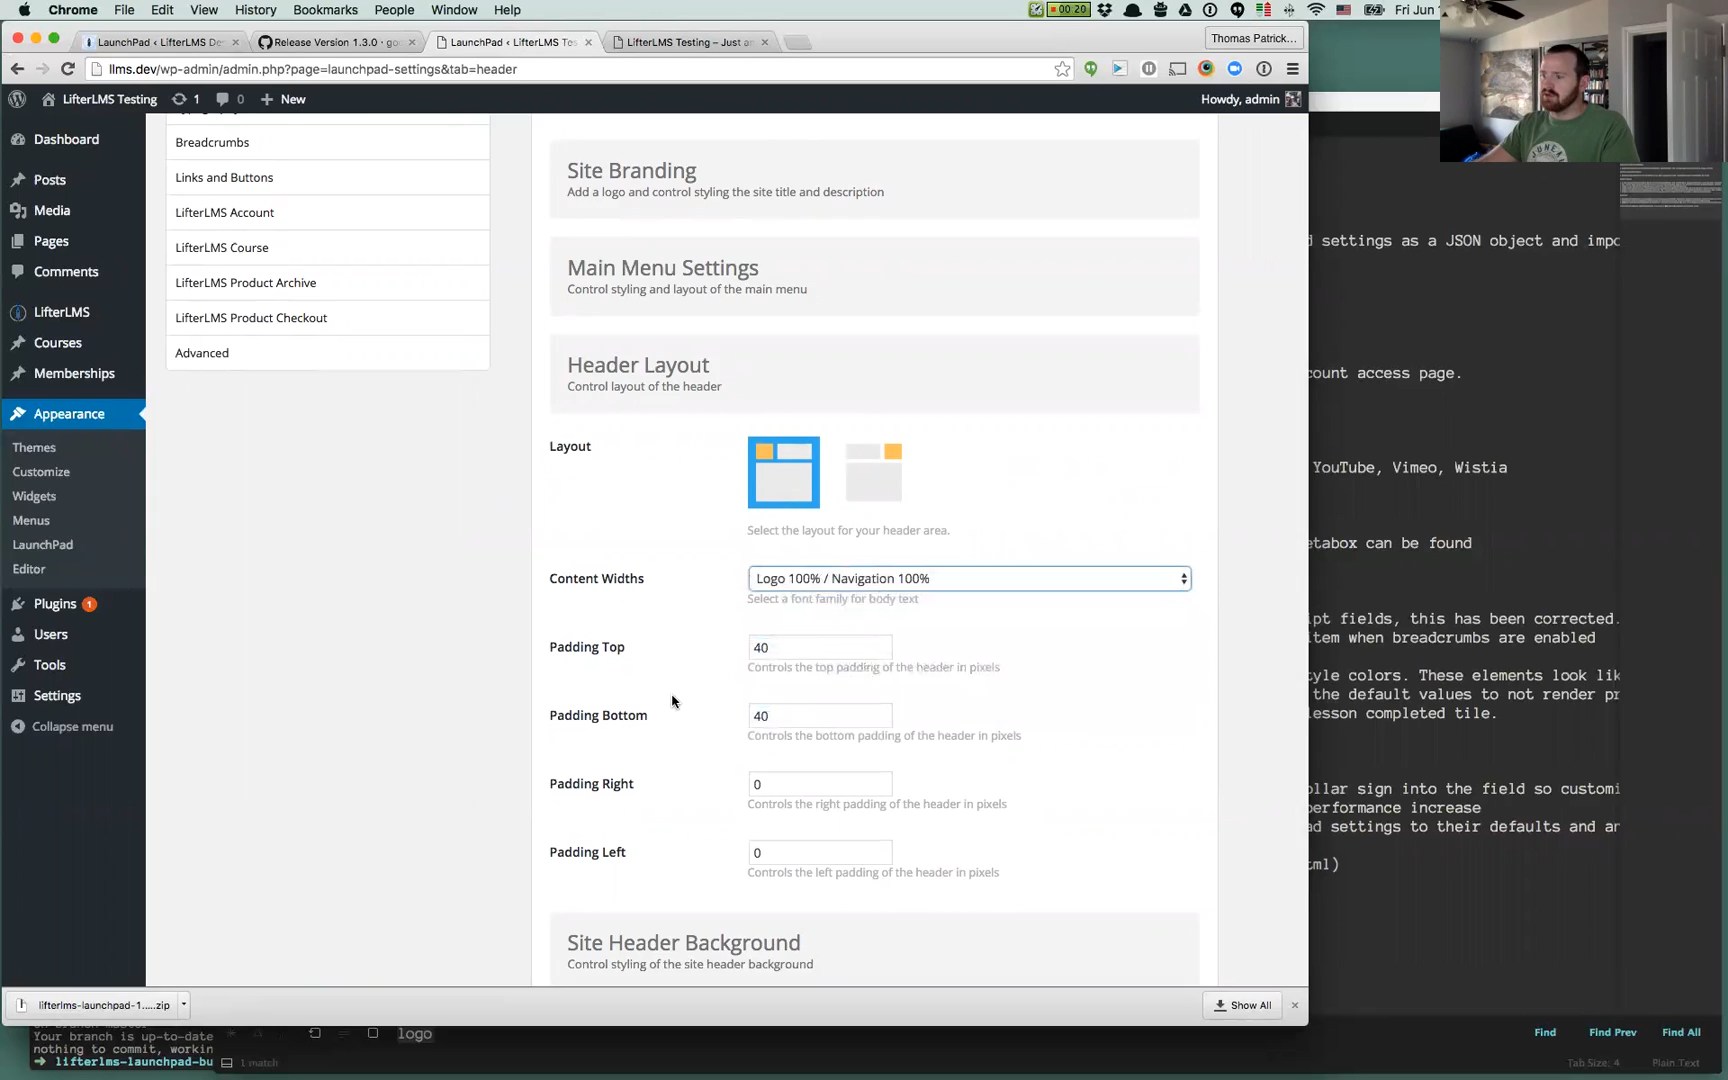 Chrome File Edit View History Bookmarks People Window Help 00:20 Fri Jun
LaunchPad ‹ LifterLMS De Release Version 1.3.0 · go LaunchPad ‹ LifterLMS Tes LifterLMS Testing – Just a Thomas Patrick...
llms.dev/wp-admin/admin.php?page=launchpad-settings&tab=header
LifterLMS Testing 1 0 New Howdy, admin
Dashboard
Posts
Media
Pages
Comments
LifterLMS
Courses
Memberships
Appearance
Themes
Customize
Widgets
Menus
LaunchPad
Editor
Plugins 1
Users
Tools
Settings
Collapse menu
Breadcrumbs
Links and Buttons
LifterLMS Account
LifterLMS Course
LifterLMS Product Archive
LifterLMS Product Checkout
Advanced
Site Branding
Add a logo and control styling the site title and description
Main Menu Settings
Control styling and layout of the main menu
Header Layout
Control layout of the header
Layout
Select the layout for your header area.
Content Widths Logo 100% / Navigation 100%
Select a font family for body text
Padding Top 40
Controls the top padding of the header in pixels
Padding Bottom 40
Controls the bottom padding of the header in pixels
Padding Right 0
Controls the right padding of the header in pixels
Padding Left 0
Controls the left padding of the header in pixels
Site Header Background
Control styling of the site header background
d settings as a JSON object and impo
count access page.
YouTube, Vimeo, Wistia
etabox can be found
ipt fields, this has been corrected.
item when breadcrumbs are enabled
tyle colors. These elements look lik
the default values to not render pr
lesson completed tile.
ollar sign into the field so customi
performance increase
ad settings to their defaults and an
tml)
lifterlms-launchpad-1.....zip Show All
Your branch is up-to-date logo Find Find Prev Find All
nothing to commit, workin
lifterlms-launchpad-bu 1 match Tab Size: 4 Plain Text